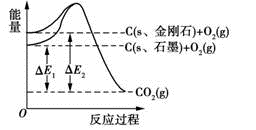 能量
C(s、金刚石)+O₂(g)
C(s、石墨)+O₂(g)
ΔE₁
ΔE₂
CO₂(g)
O
反应过程